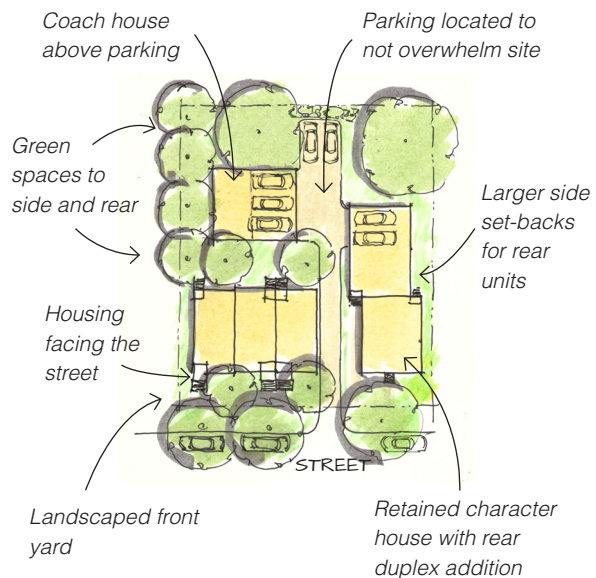 Coach house
above parking
Parking located to
not overwhelm site
Green
spaces to
side and rear
Larger side
set-backs
for rear
units
Housing
facing the
street
STREET
Landscaped front
yard
Retained character
house with rear
duplex addition